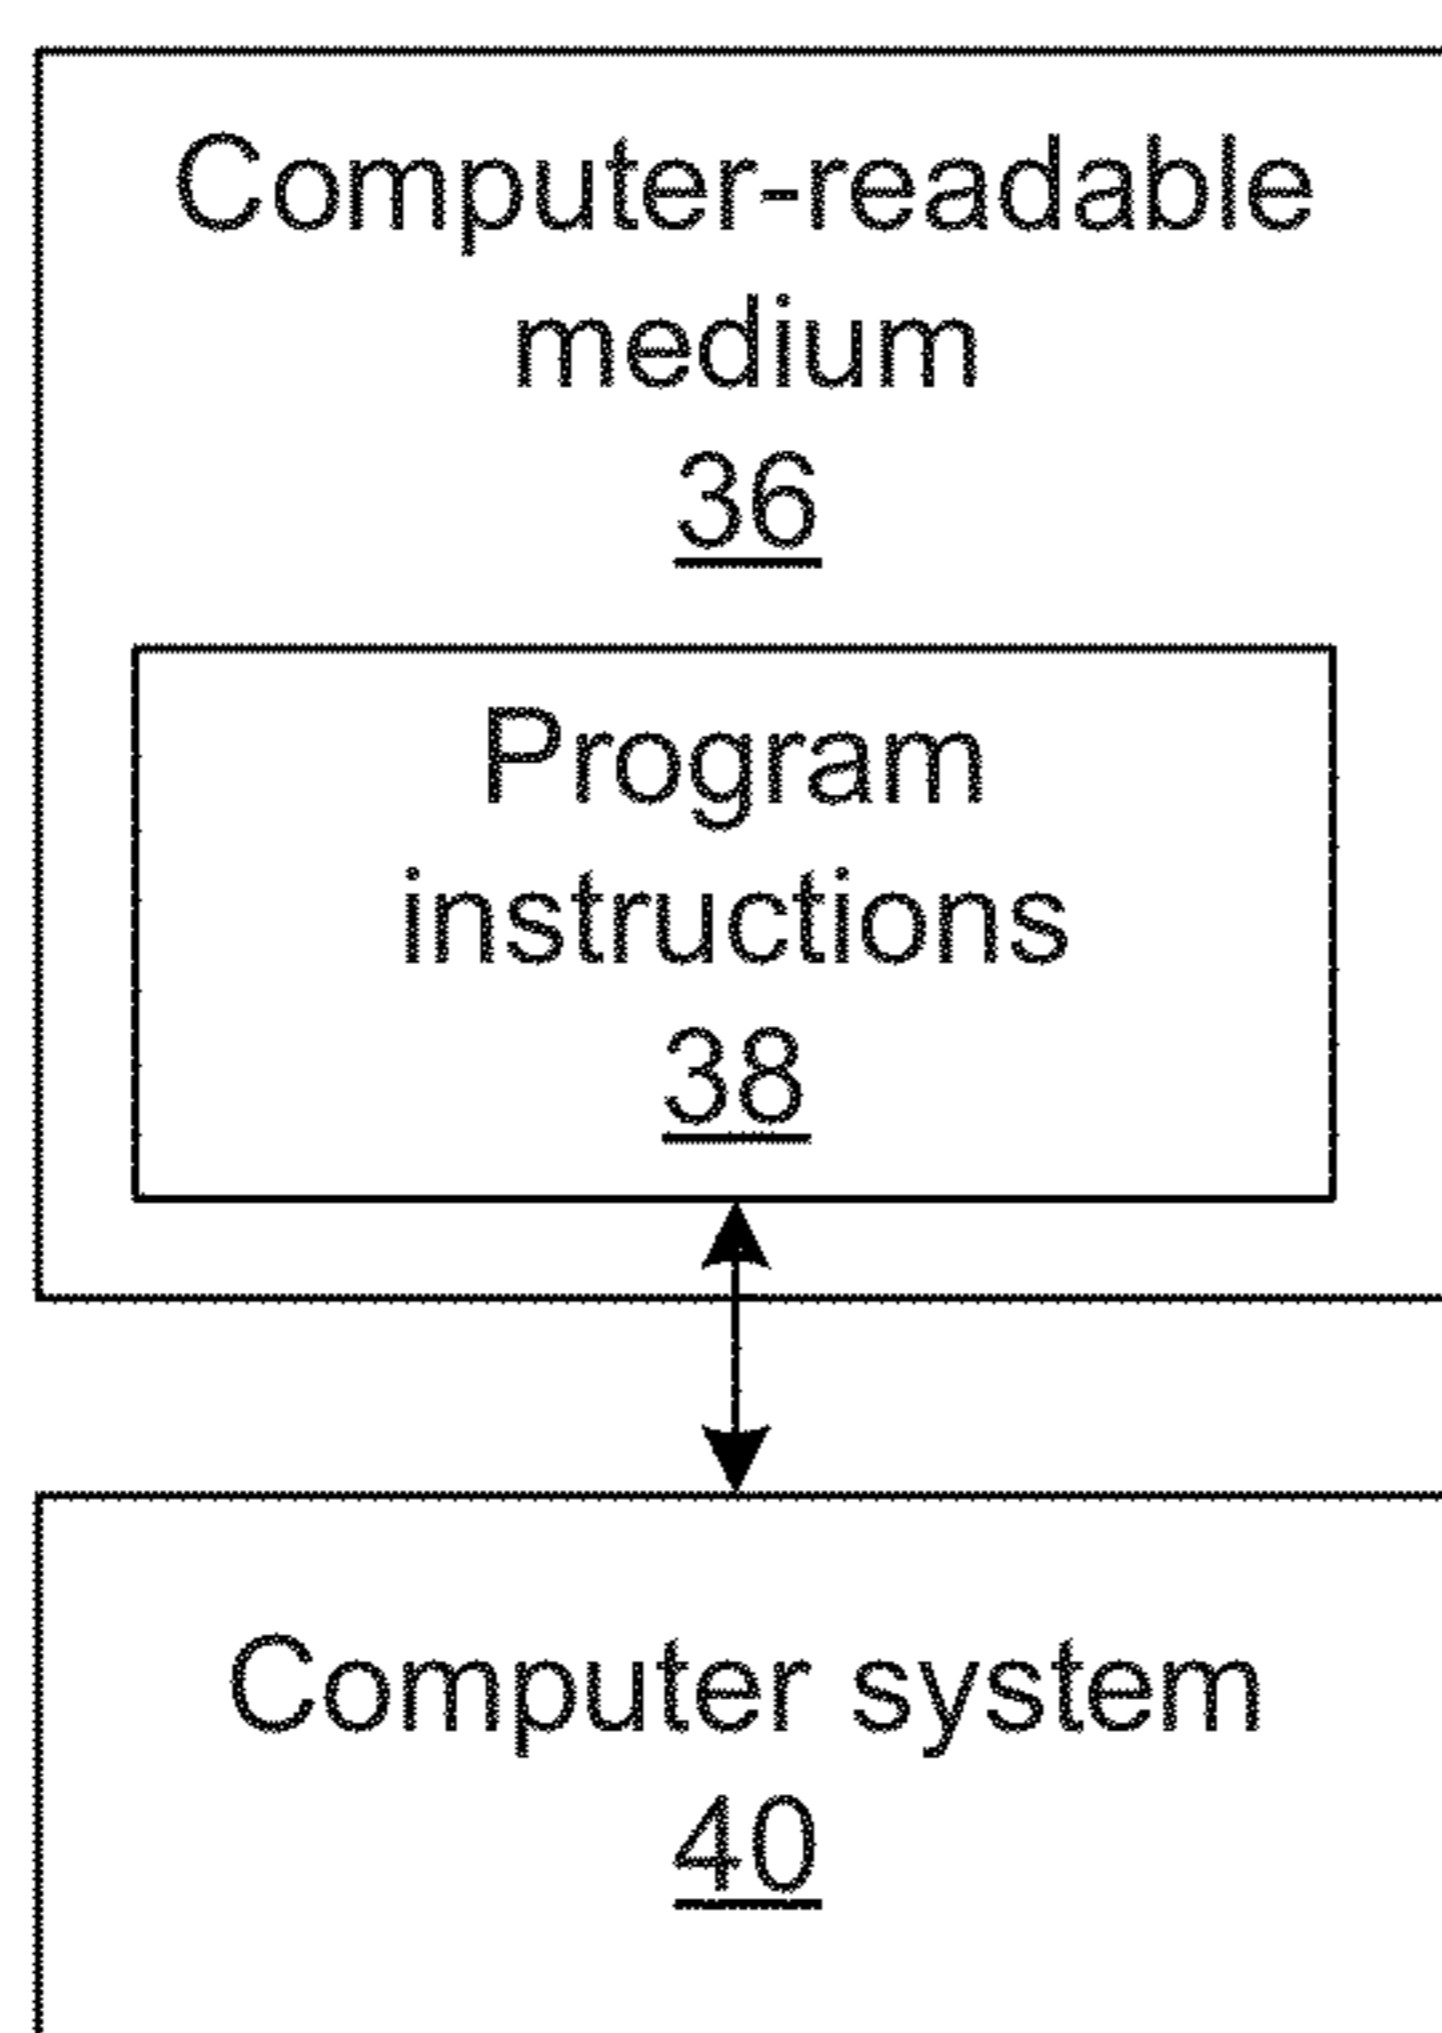 Computer-readable
medium
36
Program
instructions
38
Computer system
40